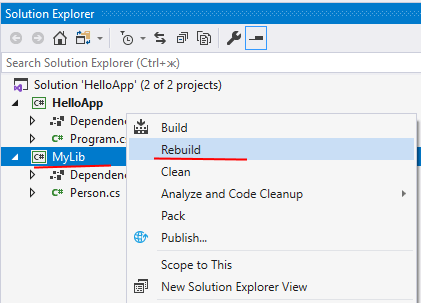 Solution Explorer
Search Solution Explorer (Ctrl+ж)
Solution 'HelloApp' (2 of 2 projects)
C# HelloApp
Dependenc
C# Program.c
C# MyLib
Dependenc
C# Person.cs
Build
Rebuild
Clean
Analyze and Code Cleanup
Pack
Publish...
Scope to This
New Solution Explorer View